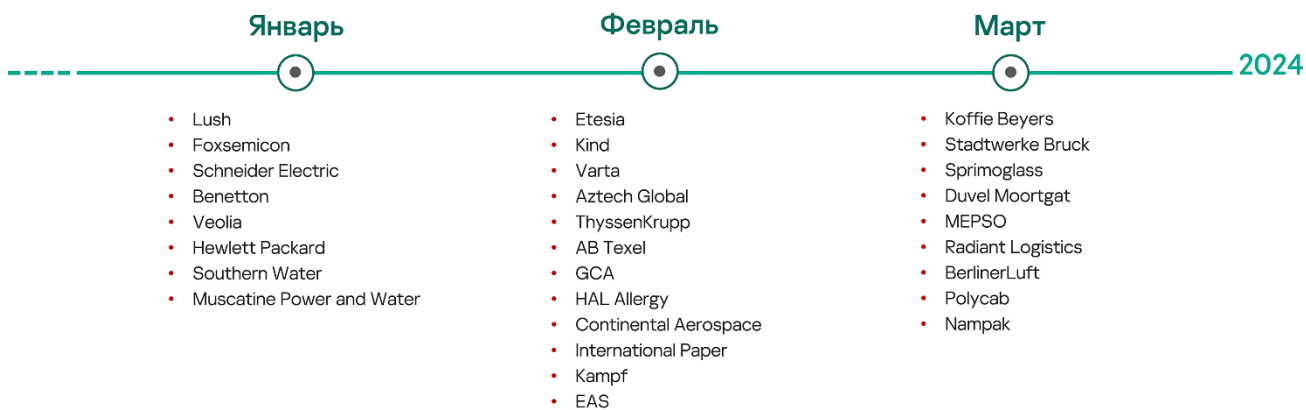 Январь
Февраль
Март
2024
• Lush
• Foxsemicon
• Schneider Electric
• Benetton
• Veolia
• Hewlett Packard
• Southern Water
• Muscatine Power and Water
• Etesia
• Kind
• Varta
• Aztech Global
• ThyssenKrupp
• AB Texel
• GCA
• HAL Allergy
• Continental Aerospace
• International Paper
• Kampf
• EAS
• Koffie Beyers
• Stadtwerke Bruck
• Sprimoglass
• Duvel Moortgat
• MEPSO
• Radiant Logistics
• BerlinerLuft
• Polycab
• Nampak